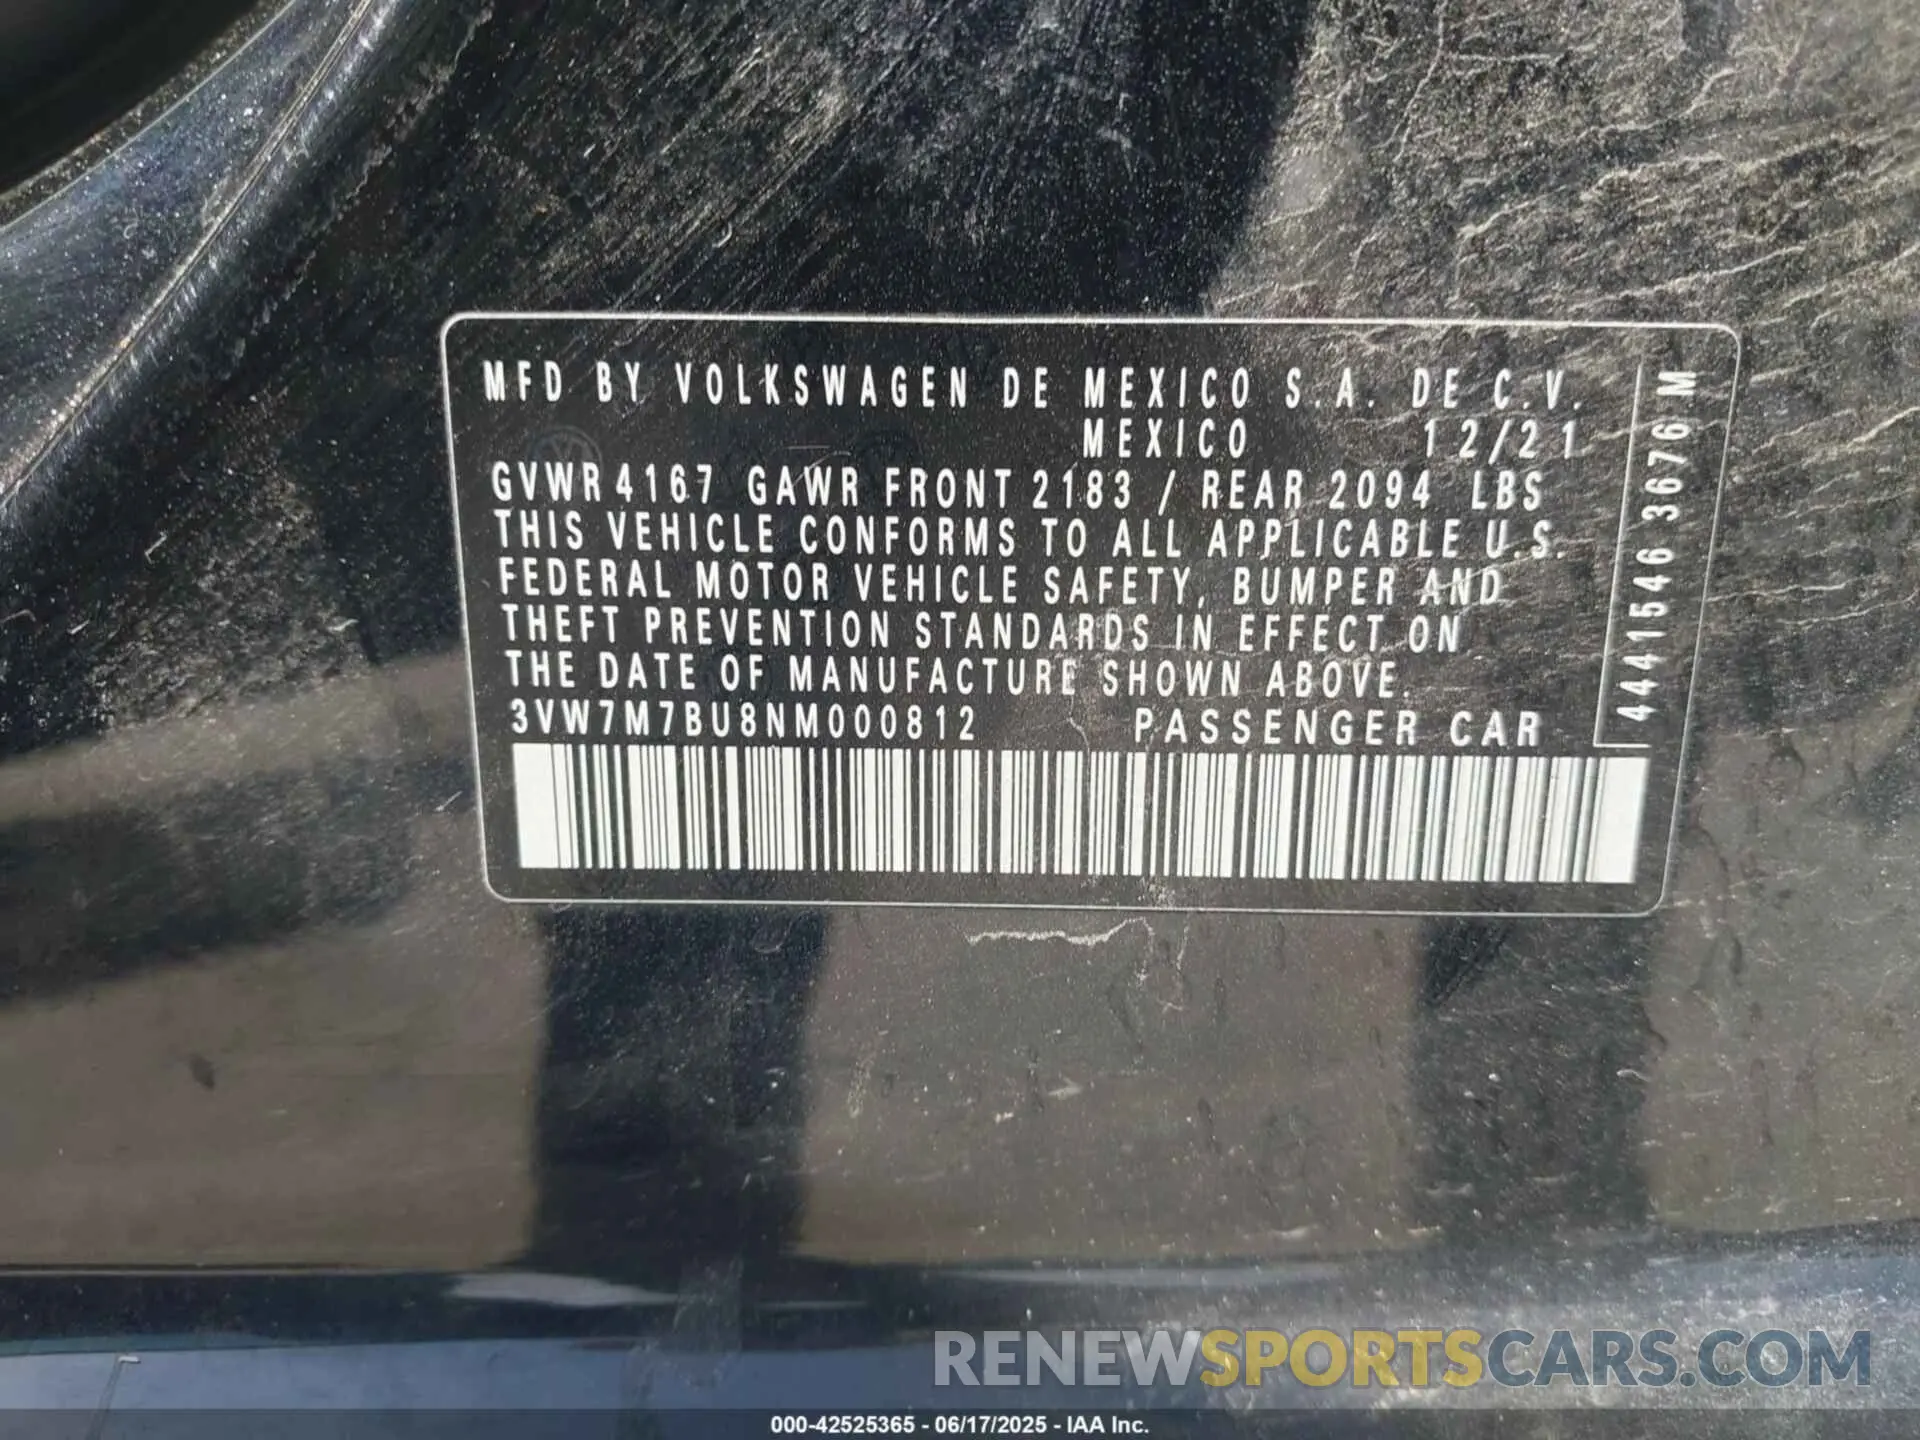 MFD BY VOLKSWAGEN DE MEXICO S.A. DE C.V.
MEXICO 12/21
GVWR 4167 GAWR FRONT 2183 / REAR 2094 LBS
THIS VEHICLE CONFORMS TO ALL APPLICABLE U.S.
FEDERAL MOTOR VEHICLE SAFETY, BUMPER AND
THEFT PREVENTION STANDARDS IN EFFECT ON
THE DATE OF MANUFACTURE SHOWN ABOVE.
3VW7M7BU8NM000812 PASSENGER CAR
4441546 3676 M
RENEWSPORTSCARS.COM
000-42525365 - 06/17/2025 - IAA Inc.